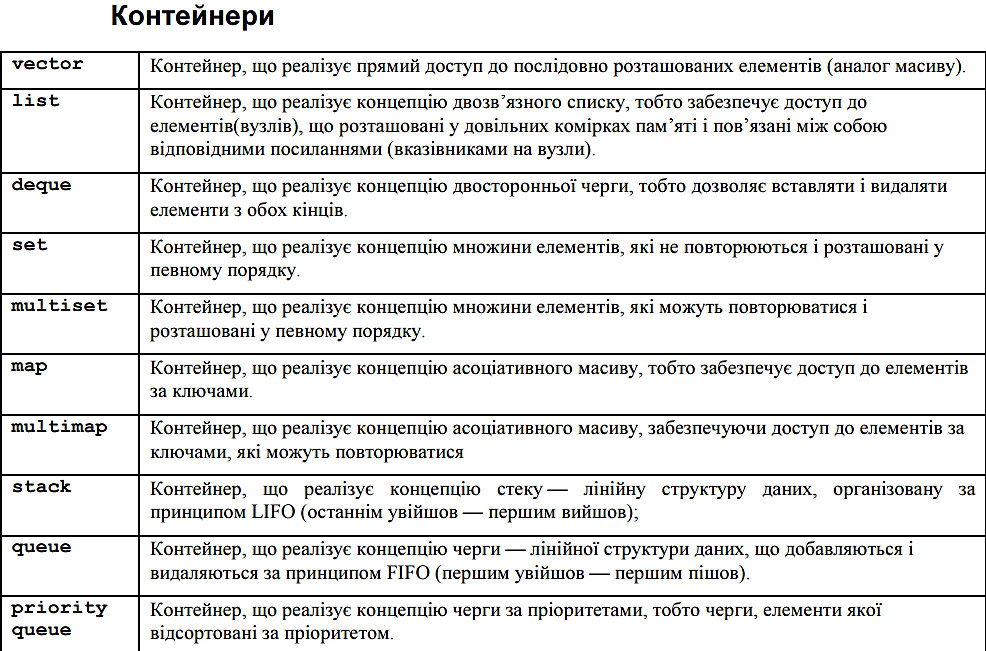 Контейнери
vector
Контейнер, що реалізує прямий доступ до послідовно розташованих елементів (аналог масиву).
list
Контейнер, що реалізує концепцію двозв’язного списку, тобто забезпечує доступ до
елементів(вузлів), що розташовані у довільних комірках пам’яті і пов’язані між собою
відповідними посиланнями (вказівниками на вузли).
deque
Контейнер, що реалізує концепцію двосторонньої черги, тобто дозволяє вставляти і видаляти
елементи з обох кінців.
set
Контейнер, що реалізує концепцію множини елементів, які не повторюються і розташовані у
певному порядку.
multiset
Контейнер, що реалізує концепцію множини елементів, які можуть повторюватися і
розташовані у певному порядку.
map
Контейнер, що реалізує концепцію асоціативного масиву, тобто забезпечує доступ до елементів
за ключами.
multimap
Контейнер, що реалізує концепцію асоціативного масиву, забезпечуючи доступ до елементів за
ключами, які можуть повторюватися
stack
Контейнер, що реалізує концепцію стеку — лінійну структуру даних, організовану за
принципом LIFO (останнім увійшов — першим вийшов);
queue
Контейнер, що реалізує концепцію черги — лінійної структури даних, що добавляються і
видаляються за принципом FIFO (першим увійшов — першим пішов).
priority
queue
Контейнер, що реалізує концепцію черги за пріоритетами, тобто черги, елементи якої
відсортовані за пріоритетом.